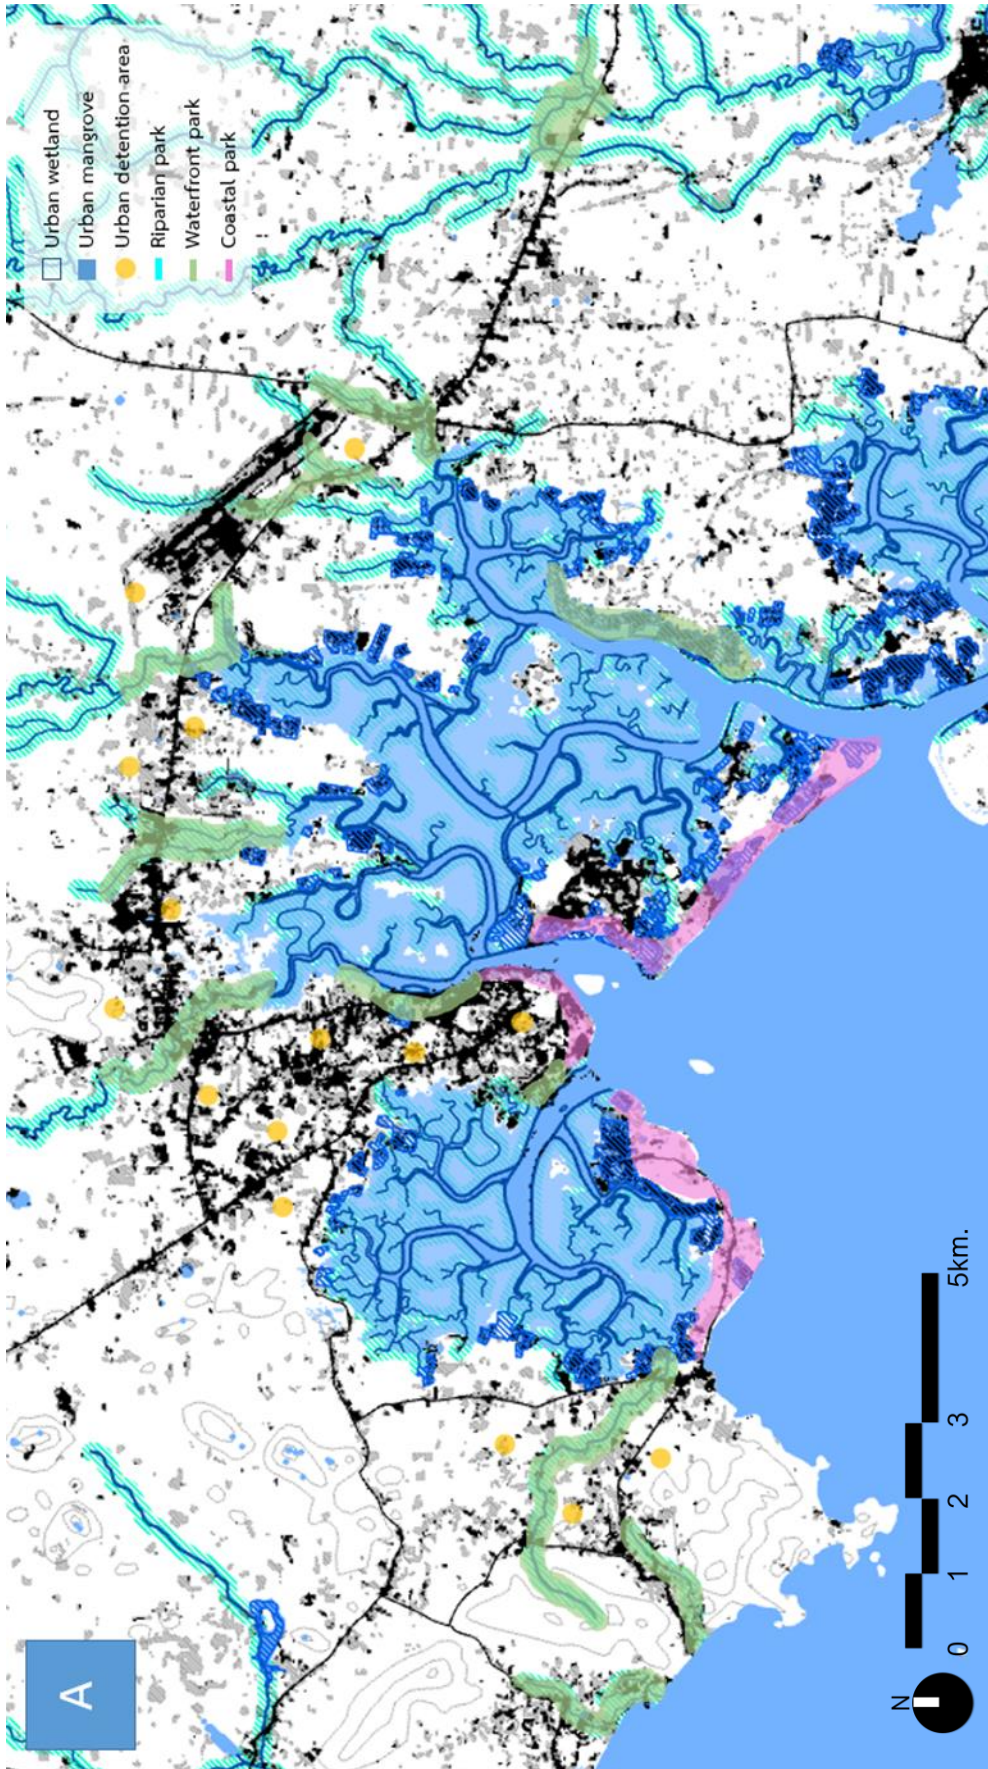 A
Urban wetland
Urban mangrove
Urban detention area
Riparian park
Waterfront park
Coastal park
N
0 1 2 3 5km.